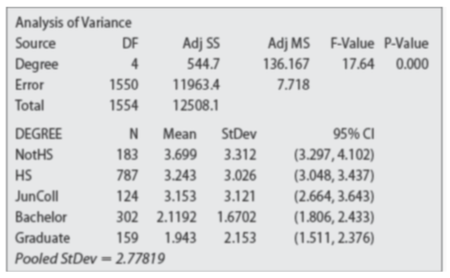 Analysis of Variance
Source DF Adj SS Adj MS F-Value P-Value
Degree 4 544.7 136.167 17.64 0.000
Error 1550 11963.4 7.718
Total 1554 12508.1
DEGREE N Mean StDev 95% CI
NotHS 183 3.699 3.312 (3.297, 4.102)
HS 787 3.243 3.026 (3.048, 3.437)
JunColl 124 3.153 3.121 (2.664, 3.643)
Bachelor 302 2.1192 1.6702 (1.806, 2.433)
Graduate 159 1.943 2.153 (1.511, 2.376)
Pooled StDev = 2.77819